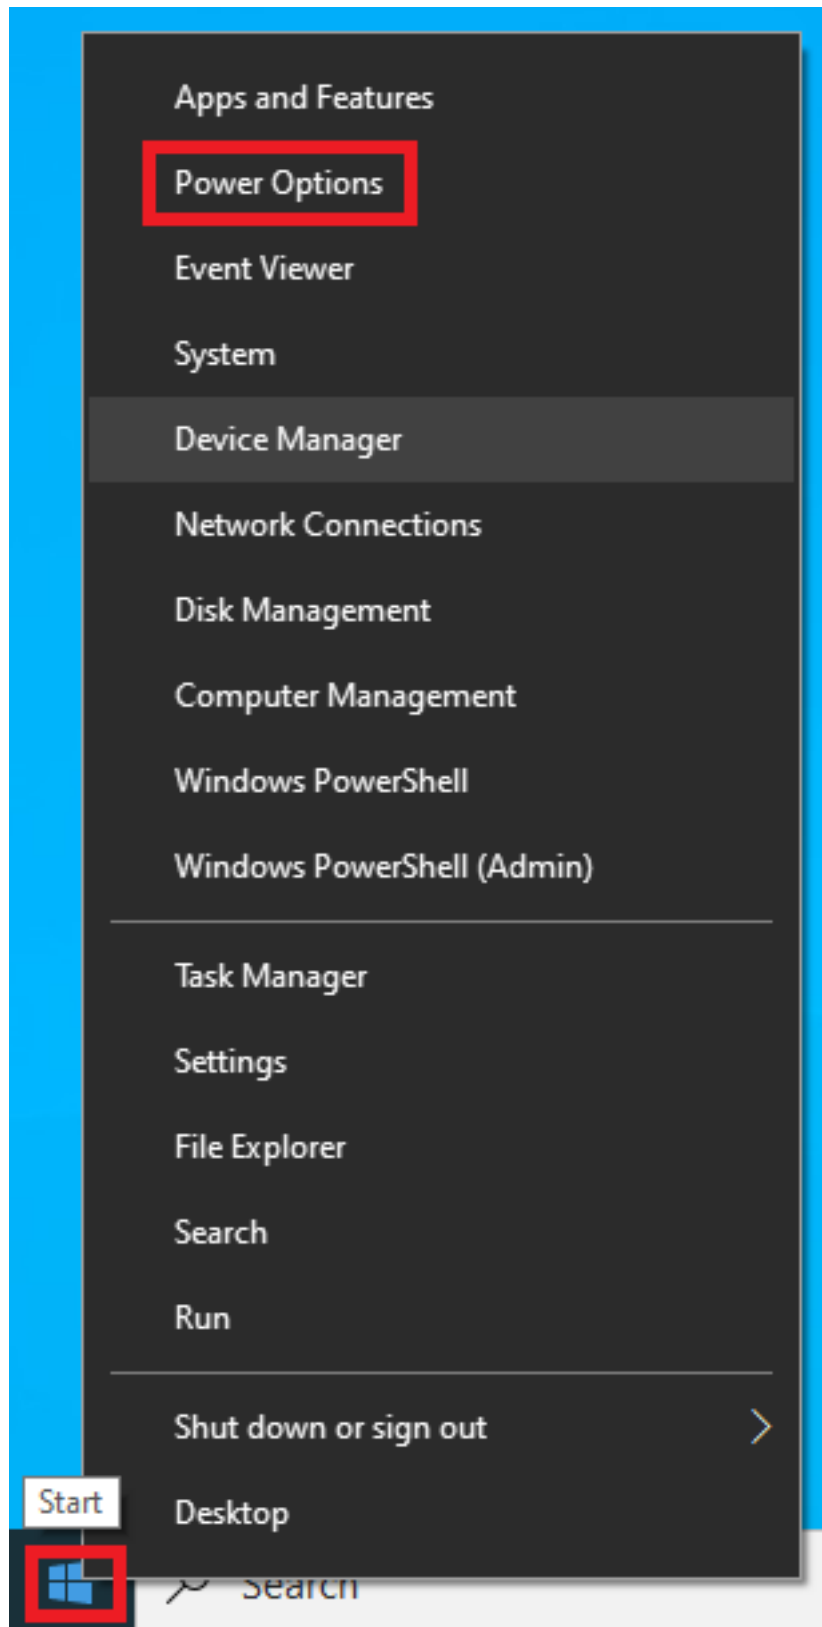 Apps and Features
Power Options
Event Viewer
System
Device Manager
Network Connections
Disk Management
Computer Management
Windows PowerShell
Windows PowerShell (Admin)
Task Manager
Settings
File Explorer
Search
Run
Shut down or sign out
Start
Desktop
Search